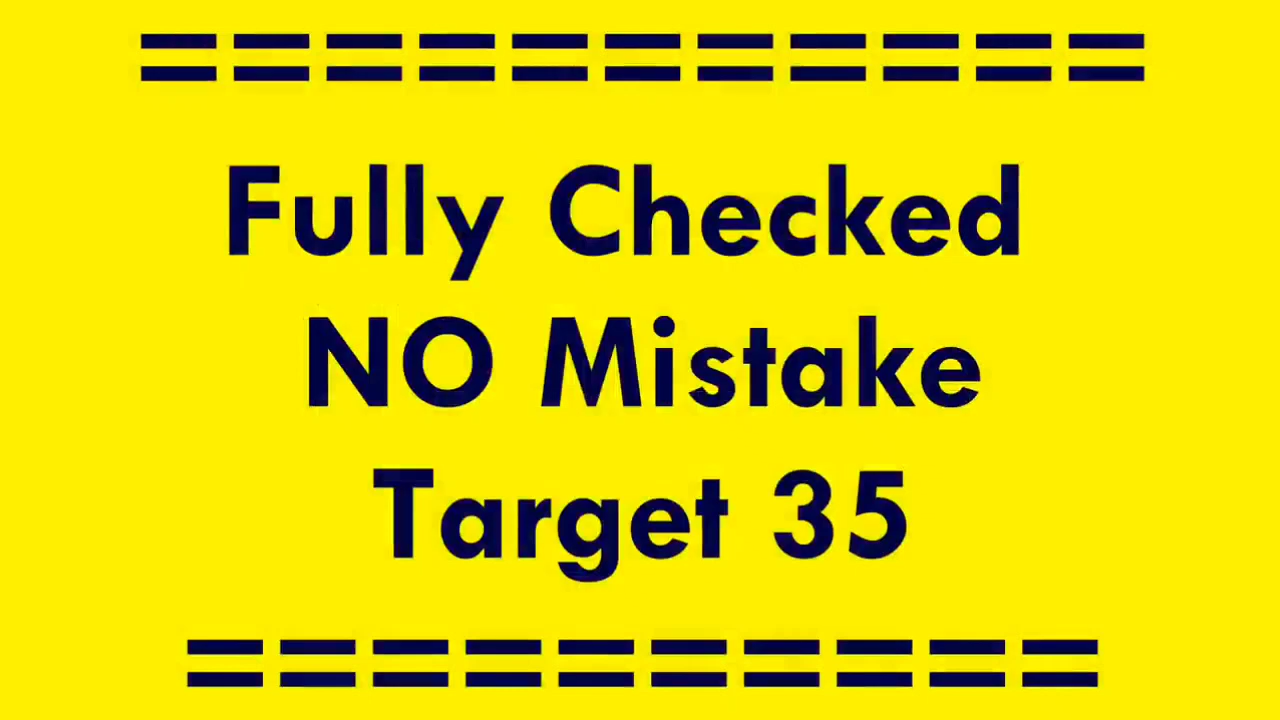 ===========
Fully Checked
NO Mistake
Target 35
==========